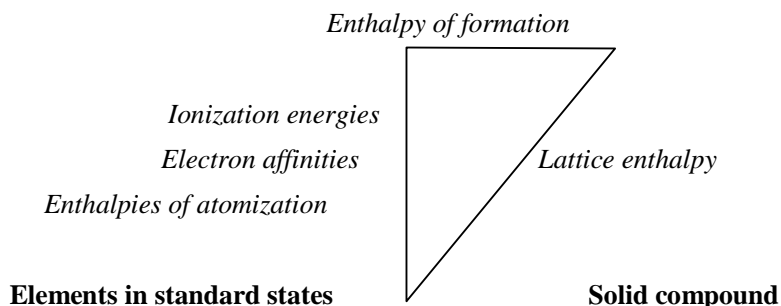 Enthalpy of formation
Ionization energies
Electron affinities
Lattice enthalpy
Enthalpies of atomization
Elements in standard states
Solid compound